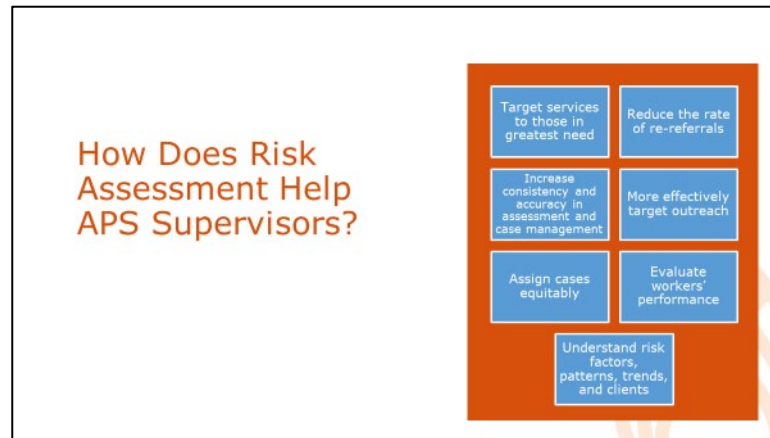 How Does Risk
Assessment Help
APS Supervisors?
Target services
to those in
greatest need
Reduce the rate
of re-referrals
Increase
consistency and
accuracy in
assessment and
case management
More effectively
target outreach
Assign cases
equitably
Evaluate
workers’
performance
Understand risk
factors,
patterns, trends,
and clients